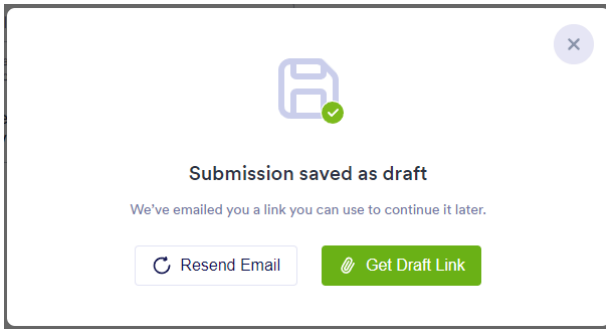 Submission saved as draft
We've emailed you a link you can use to continue it later.
Resend Email
Get Draft Link